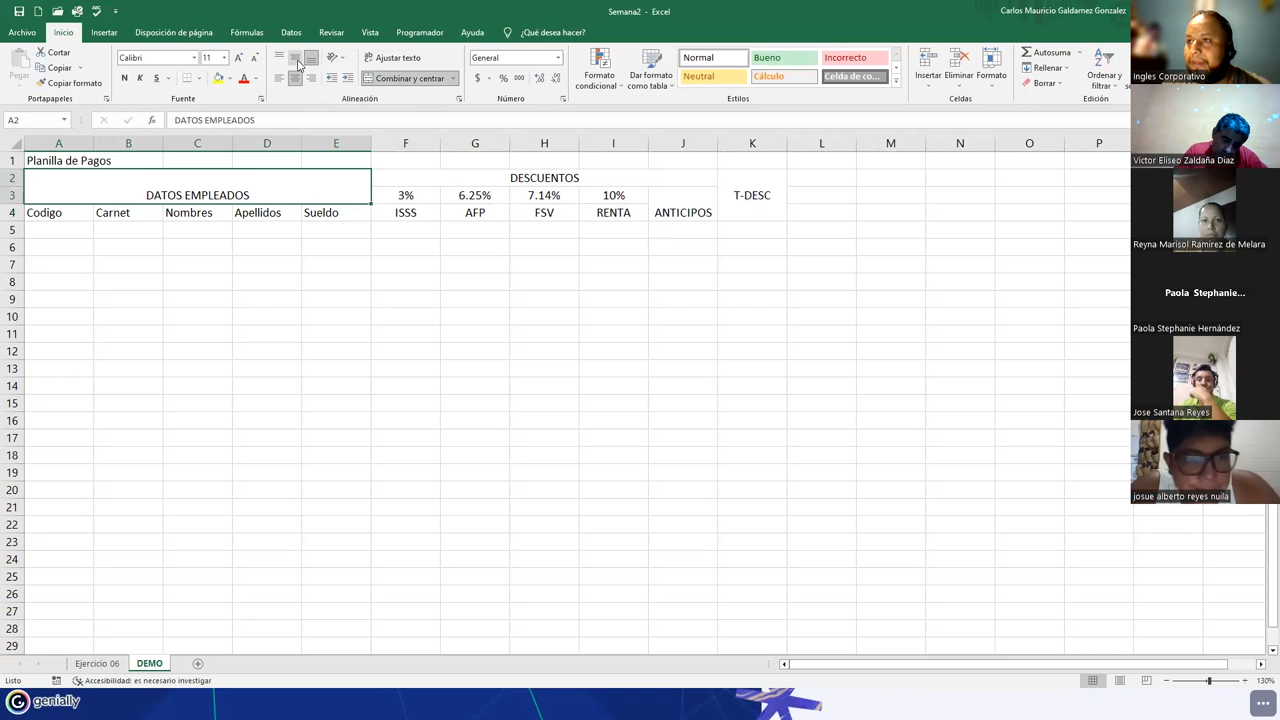 Semana2 - Excel
Carlos Mauricio Galdamez Gonzalez
Archivo Inicio Insertar Disposición de página Fórmulas Datos Revisar Vista Programador Ayuda ¿Qué desea hacer?
Cortar
Copiar
Copiar formato
Portapapeles
Calibri 11
N K S
Fuente
Ajustar texto
Combinar y centrar
Alineación
General
$ % 000
Número
Formato condicional
Dar formato como tabla
Normal Bueno Incorrecto
Neutral Cálculo Celda de co...
Estilos
Insertar Eliminar Formato
Celdas
Autosuma
Rellenar
Borrar
Ordenar y filtrar
Edición
A2 fx DATOS EMPLEADOS
A B C D E F G H I J K L M N O P
1 Planilla de Pagos
2 DESCUENTOS
3 DATOS EMPLEADOS 3% 6.25% 7.14% 10% T-DESC
4 Codigo Carnet Nombres Apellidos Sueldo ISSS AFP FSV RENTA ANTICIPOS
5
6
7
8
9
10
11
12
13
14
15
16
17
18
19
20
21
22
23
24
25
26
27
28
29
Ejercicio 06 DEMO
Listo Accesibilidad: es necesario investigar 130%
genially
Ingles Corporativo
Victor Eliseo Zaldaña Diaz
Reyna Marisol Ramirez de Melara
Paola Stephanie...
Paola Stephanie Hernández
Jose Santana Reyes
josue alberto reyes nuila